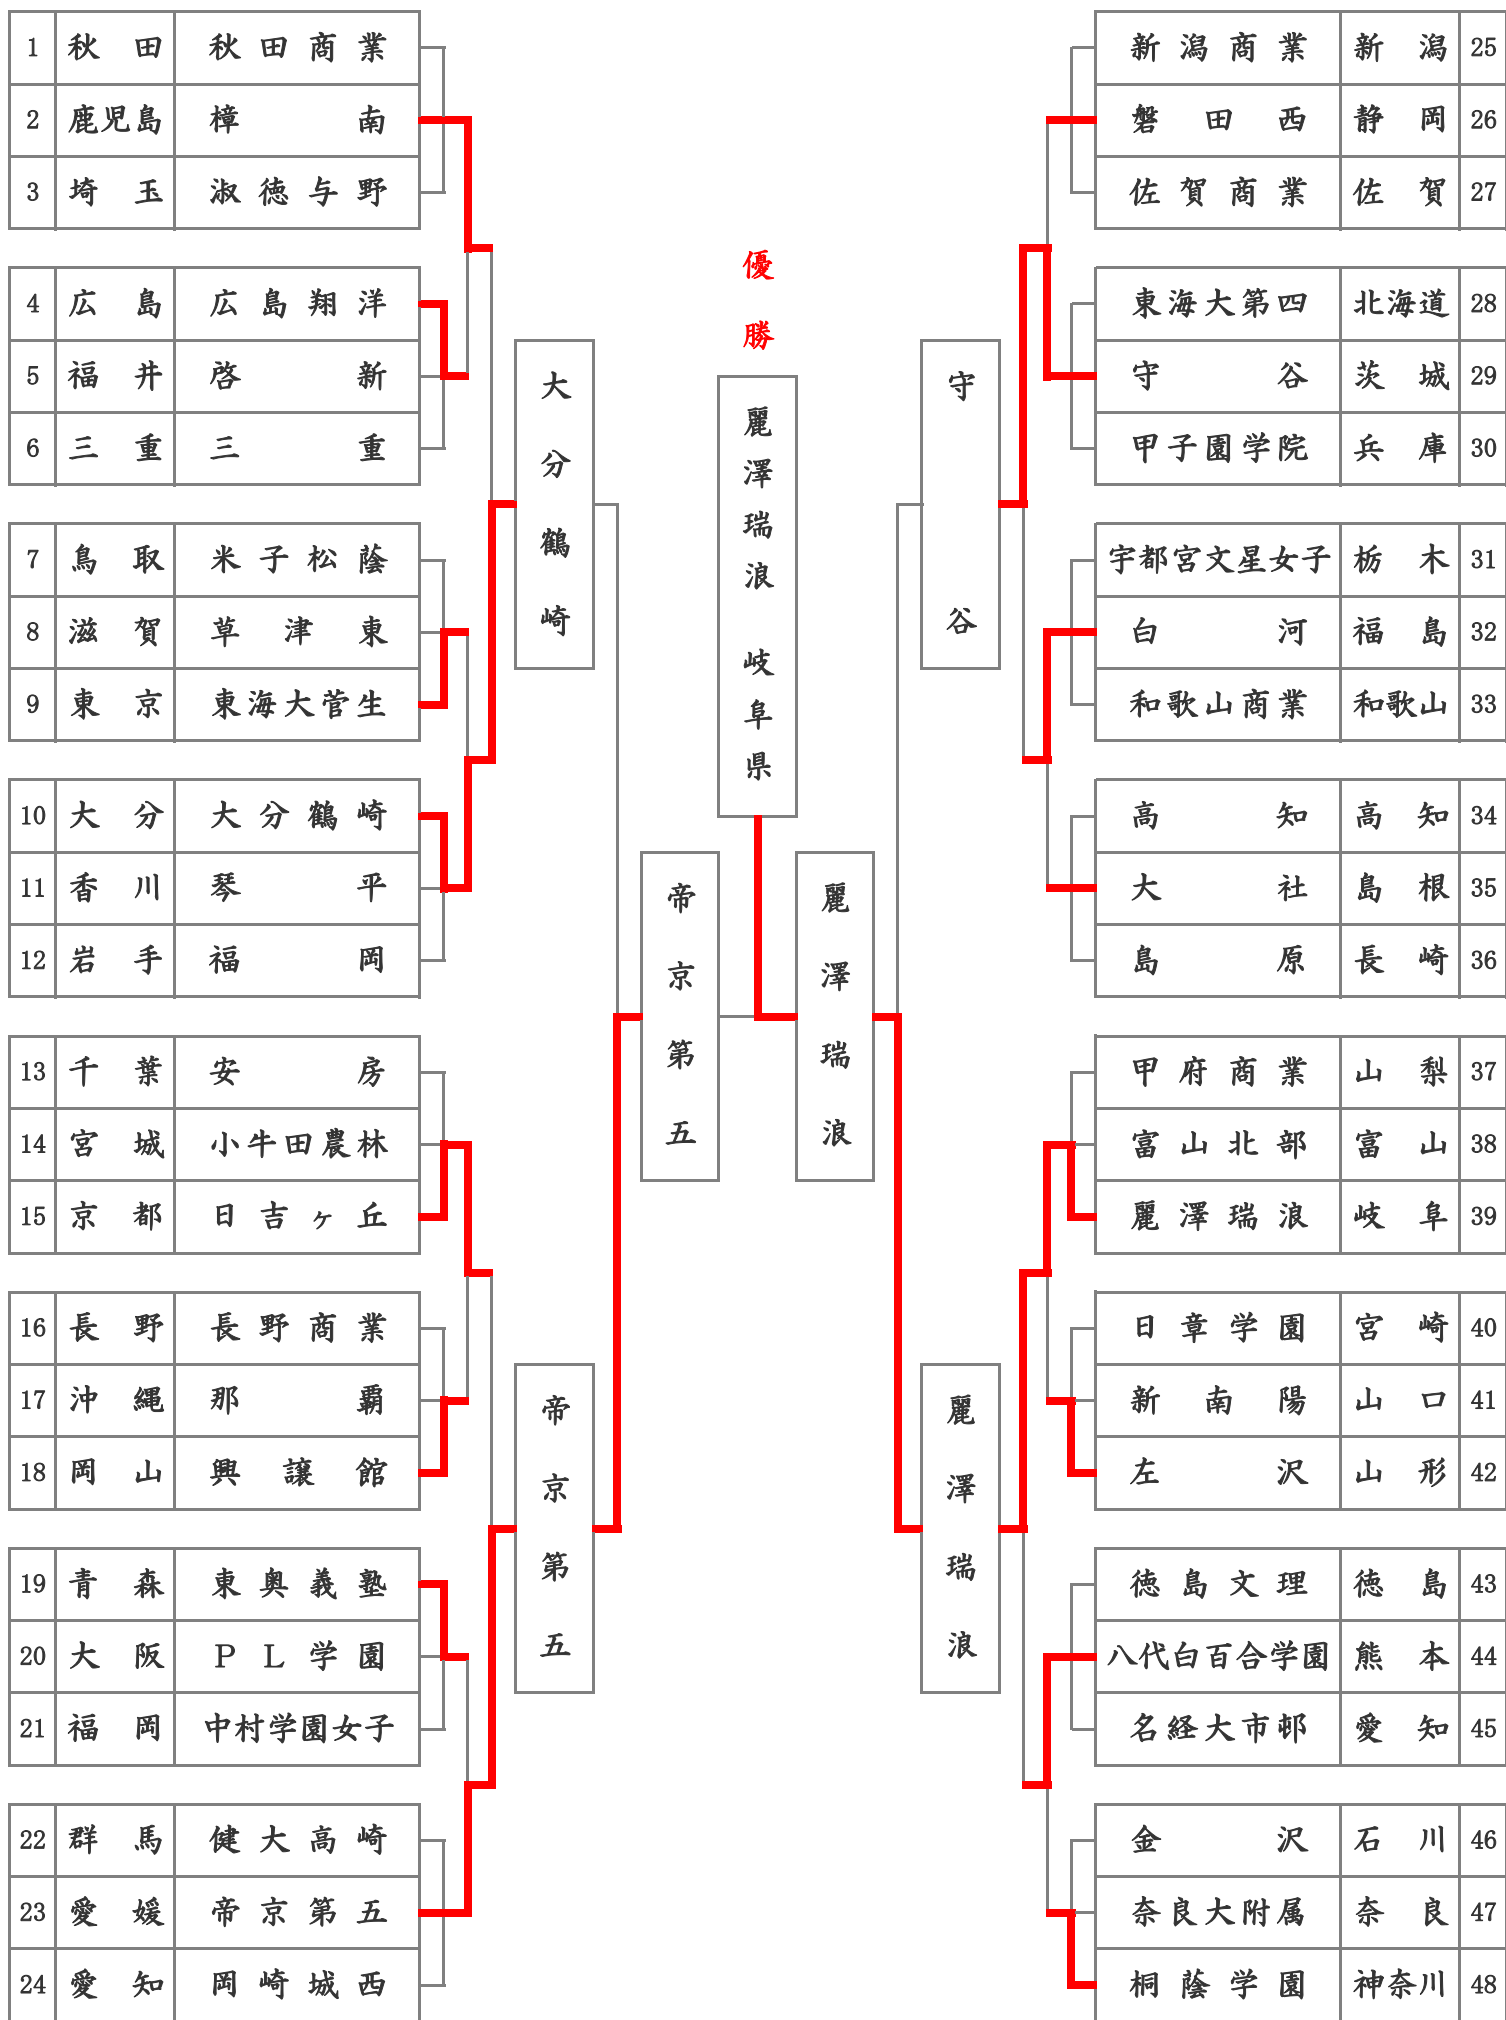 1 秋田 秋田商業
2 鹿児島 樟南
3 埼玉 淑徳与野
4 広島 広島翔洋
5 福井 啓新
6 三重 三重
7 鳥取 米子松蔭
8 滋賀 草津東
9 東京 東海大菅生
10 大分 大分鶴崎
11 香川 琴平
12 岩手 福岡
13 千葉 安房
14 宮城 小牛田農林
15 京都 日吉ヶ丘
16 長野 長野商業
17 沖縄 那覇
18 岡山 興譲館
19 青森 東奥義塾
20 大阪 ＰＬ学園
21 福岡 中村学園女子
22 群馬 健大高崎
23 愛媛 帝京第五
24 愛知 岡崎城西
大分鶴崎
帝京第五
帝京第五
優勝
麗澤瑞浪 岐阜県
麗澤瑞浪
守谷
麗澤瑞浪
新潟商業 新潟 25
磐田西 静岡 26
佐賀商業 佐賀 27
東海大第四 北海道 28
守谷 茨城 29
甲子園学院 兵庫 30
宇都宮文星女子 栃木 31
白河 福島 32
和歌山商業 和歌山 33
高知 高知 34
大社 島根 35
島原 長崎 36
甲府商業 山梨 37
富山北部 富山 38
麗澤瑞浪 岐阜 39
日章学園 宮崎 40
新南陽 山口 41
左沢 山形 42
徳島文理 徳島 43
八代白百合学園 熊本 44
名経大市邨 愛知 45
金沢 石川 46
奈良大附属 奈良 47
桐蔭学園 神奈川 48